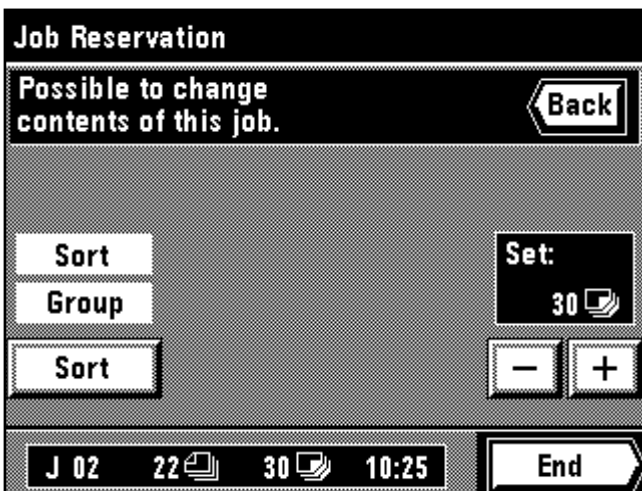 Job Reservation
Possible to change
contents of this job.
Back
Sort
Group
Sort
Set:
30
− +
J 02 22 30 10:25
End